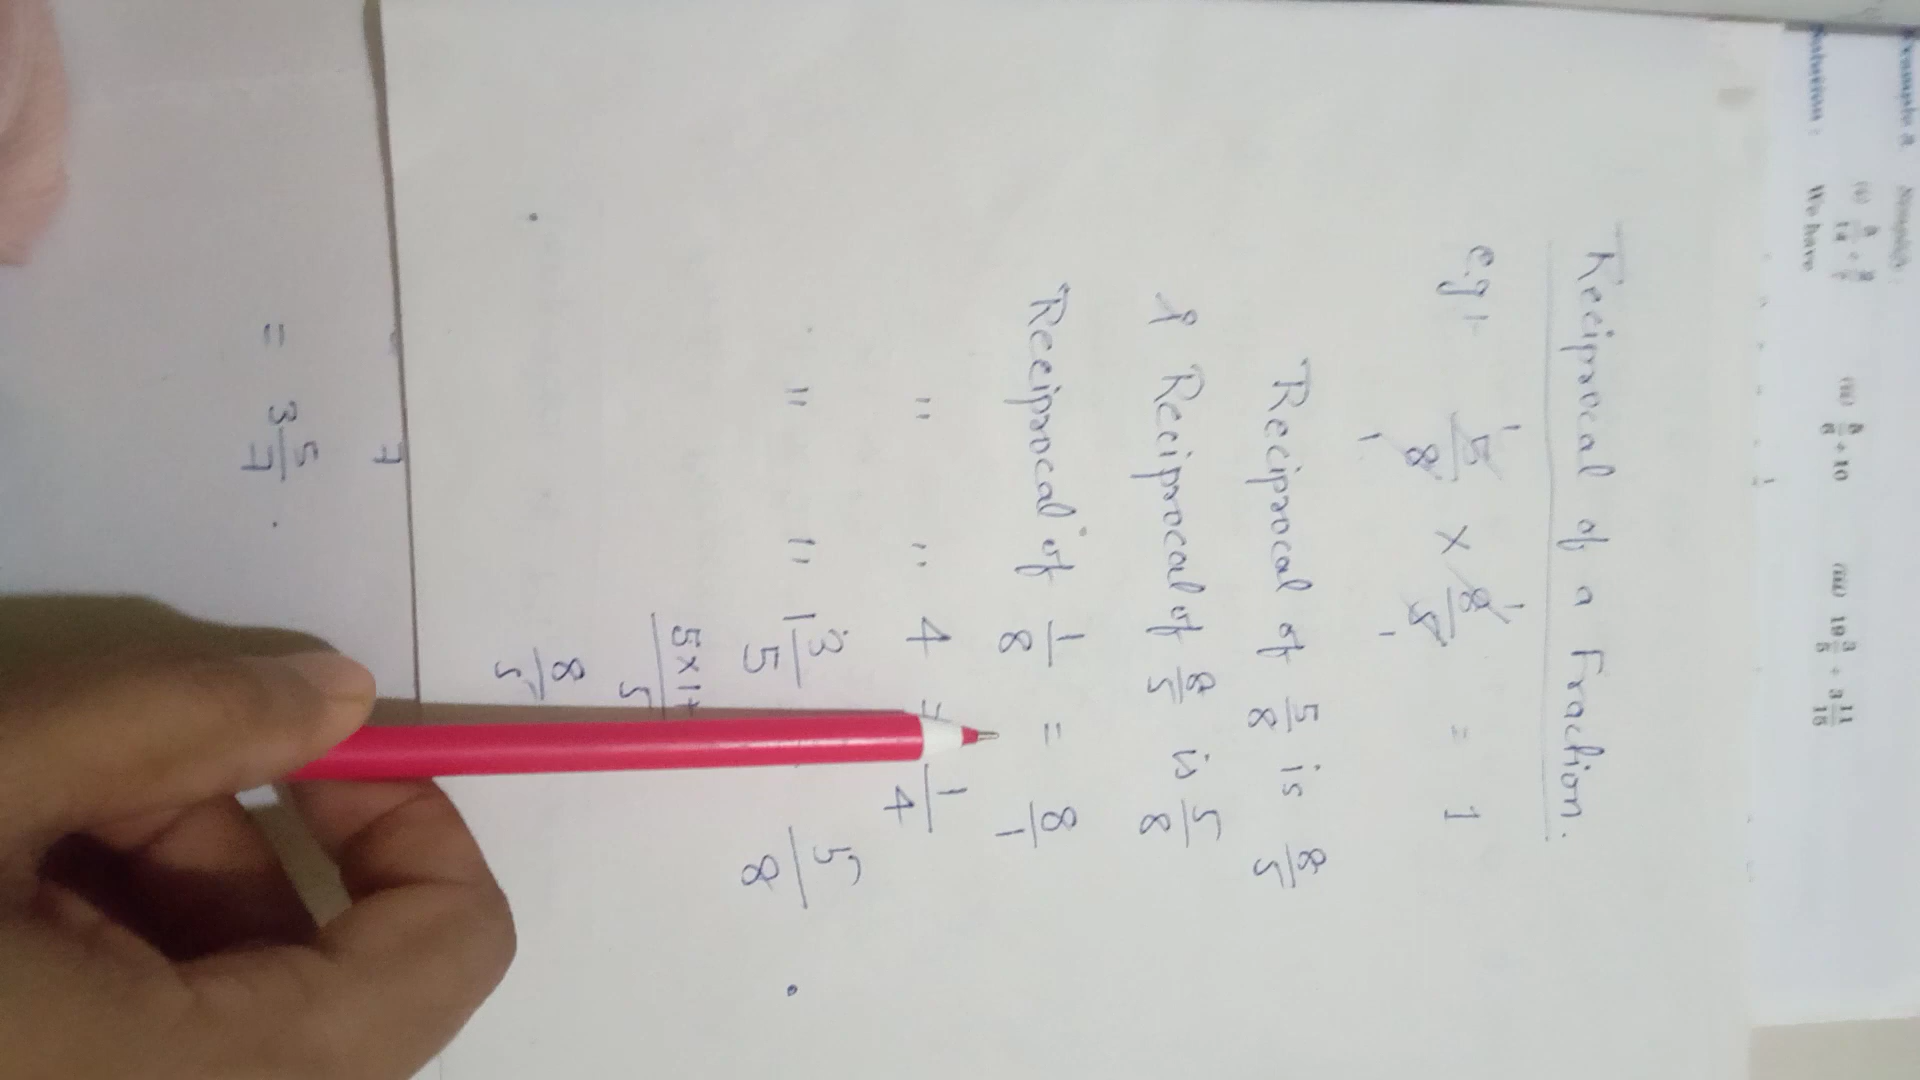 Solution : We have
Reciprocal of a Fraction.
e.g:- 5/8 × 8/5 = 1
Reciprocal of 5/8 is 8/5
& Reciprocal of 8/5 is 5/8
Reciprocal of 1/8 = 8/1
" " 4 = 1/4
" " 1 3/5 5/8
5×1+
5
8/5
7
= 3 5/7 .